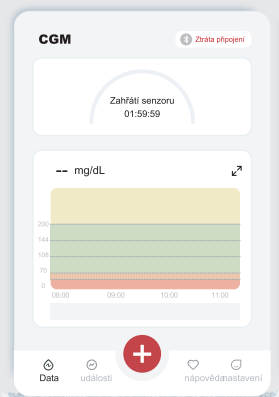 CGM
Ztráta připojení
Zahřátí senzoru
01:59:59
-- mg/dL
200
144
108
70
0
08:00 09:00 10:00 11:00
Data události nápověda nastavení